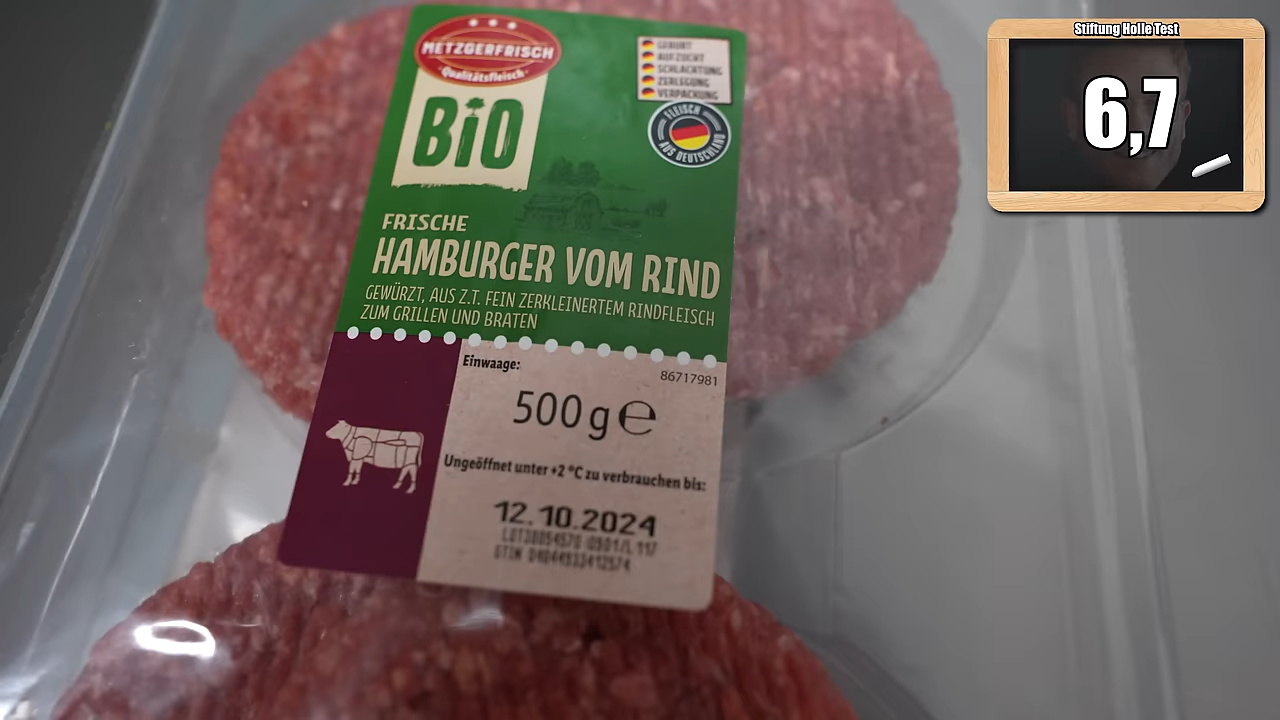 METZGERFRISCH
Qualitätsfleisch
BiO
GEBURT
AUFZUCHT
SCHLACHTUNG
ZERLEGUNG
VERPACKUNG
FLEISCH
AUS DEUTSCHLAND
FRISCHE
HAMBURGER VOM RIND
GEWÜRZT, AUS Z.T. FEIN ZERKLEINERTEM RINDFLEISCH
ZUM GRILLEN UND BRATEN
Einwaage:
86717981
500 g ℮
Ungeöffnet unter +2 °C zu verbrauchen bis:
12.10.2024
Stiftung Holle Test
6,7